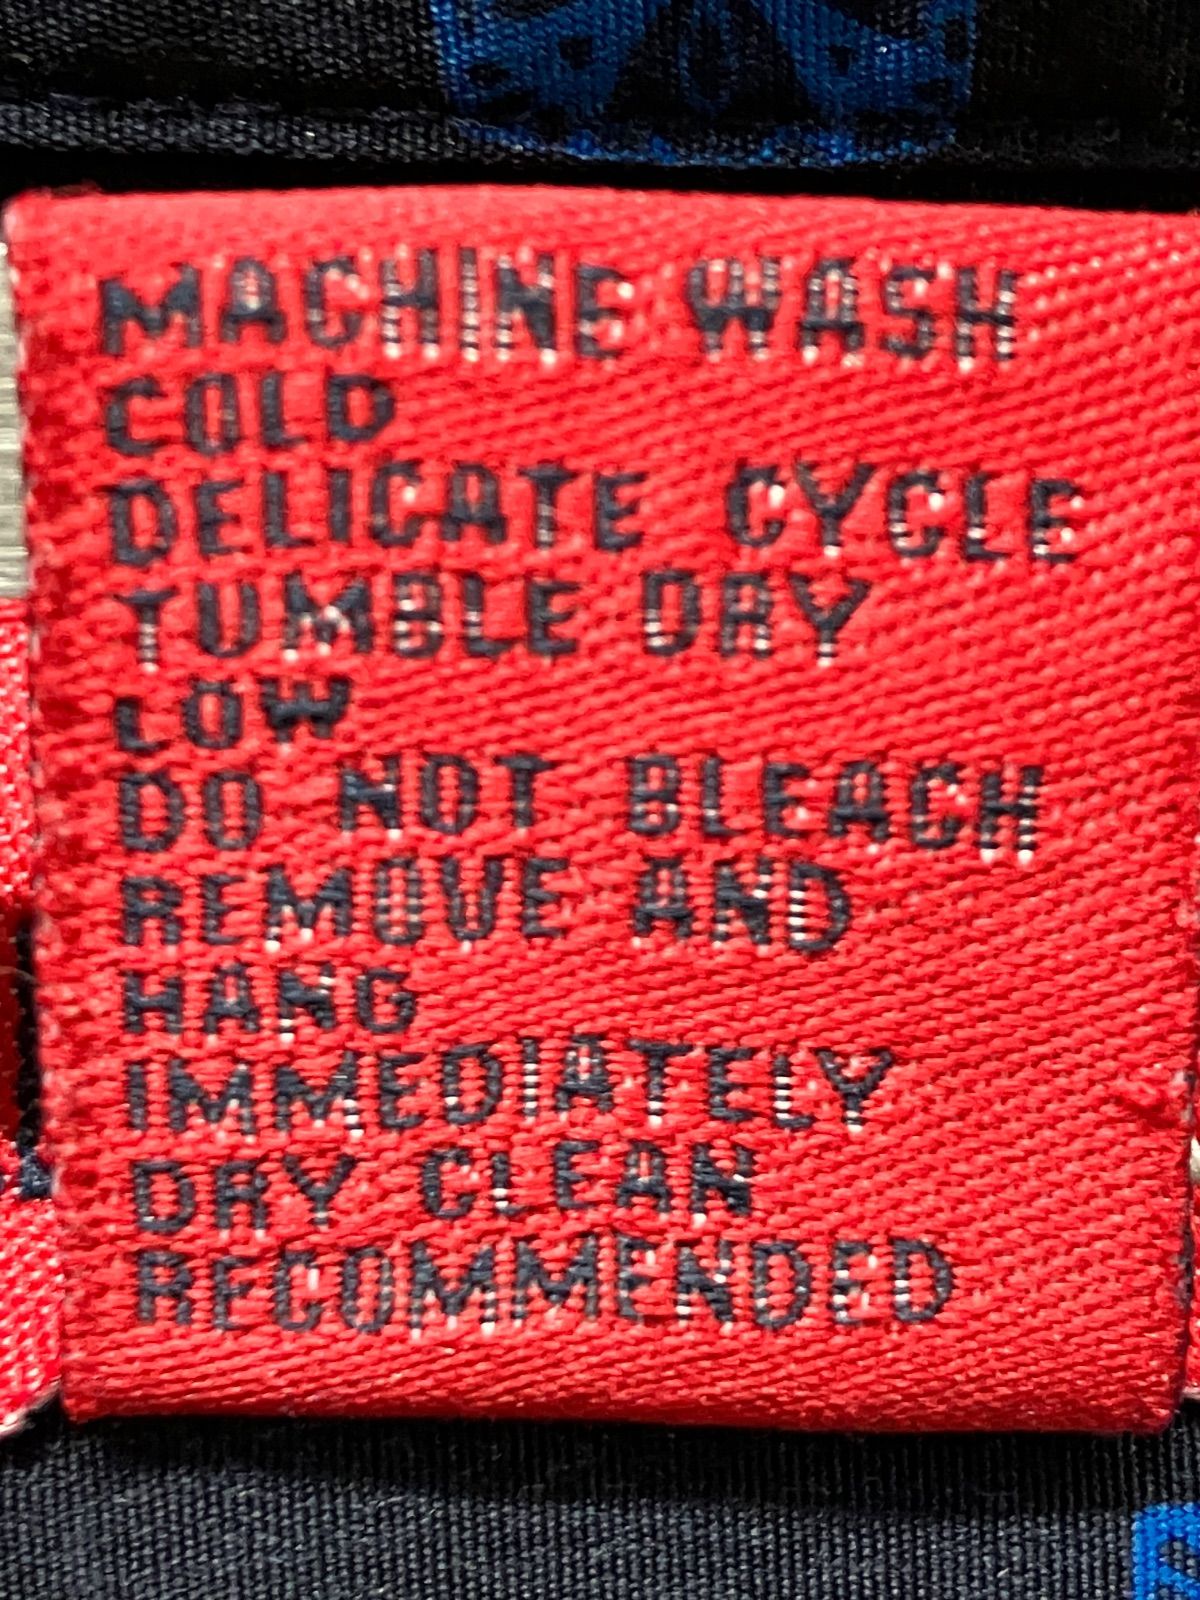 MACHINE WASH
COLD
DELICATE CYCLE
TUMBLE DRY
LOW
DO NOT BLEACH
REMOVE AND
HANG
IMMEDIATELY
DRY CLEAN
RECOMMENDED